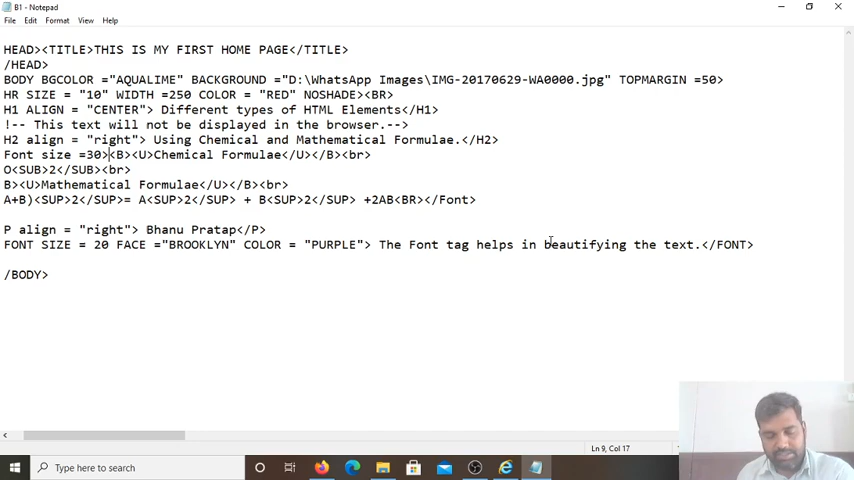 B1 - Notepad
File Edit Format View Help
HEAD><TITLE>THIS IS MY FIRST HOME PAGE</TITLE>
/HEAD>
BODY BGCOLOR ="AQUALIME" BACKGROUND ="D:\WhatsApp Images\IMG-20170629-WA0000.jpg" TOPMARGIN =50>
HR SIZE = "10" WIDTH =250 COLOR = "RED" NOSHADE><BR>
H1 ALIGN = "CENTER"> Different types of HTML Elements</H1>
!-- This text will not be displayed in the browser.-->
H2 align = "right"> Using Chemical and Mathematical Formulae.</H2>
Font size =30><B><U>Chemical Formulae</U></B><br>
O<SUB>2</SUB><br>
B><U>Mathematical Formulae</U></B><br>
A+B)<SUP>2</SUP>= A<SUP>2</SUP> + B<SUP>2</SUP> +2AB<BR></Font>
P align = "right"> Bhanu Pratap</P>
FONT SIZE = 20 FACE ="BROOKLYN" COLOR = "PURPLE"> The Font tag helps in beautifying the text.</FONT>
/BODY>
Ln 9, Col 17
Type here to search